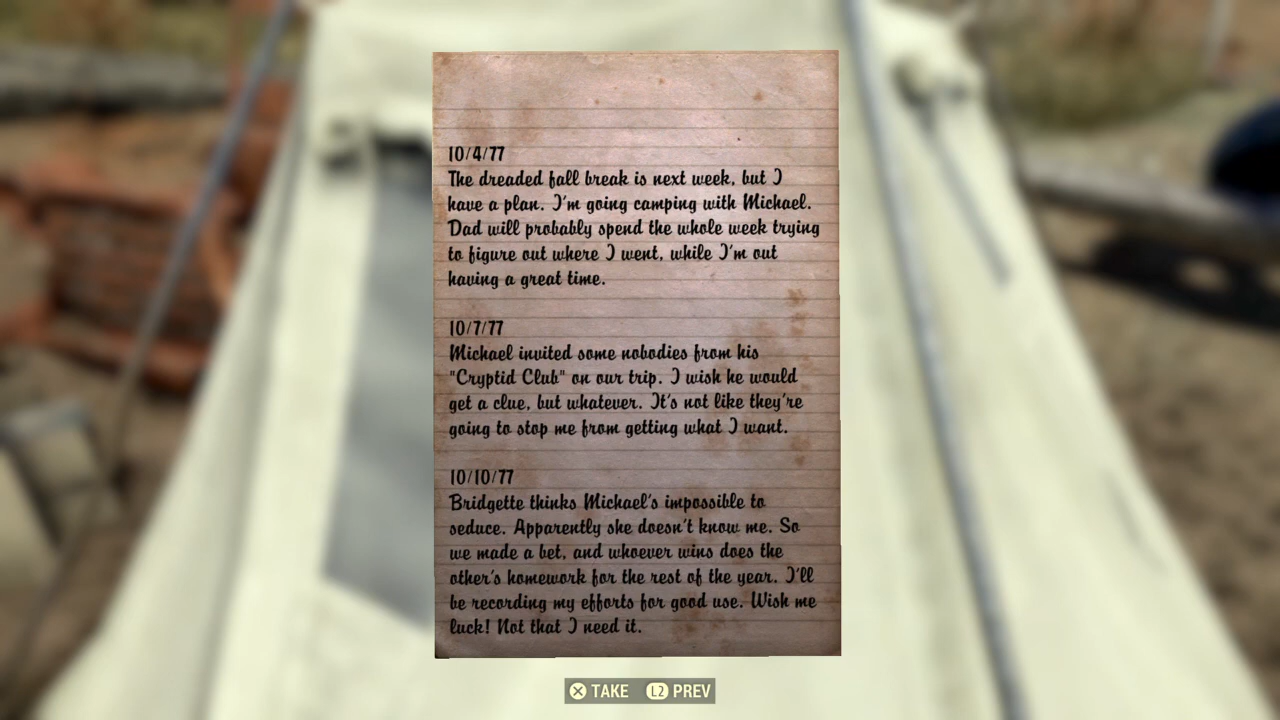 10/4/77
The dreaded fall break is next week, but I
have a plan. I'm going camping with Michael.
Dad will probably spend the whole week trying
to figure out where I went, while I'm out
having a great time.
10/7/77
Michael invited some nobodies from his
"Cryptid Club" on our trip. I wish he would
get a clue, but whatever. It's not like they're
going to stop me from getting what I want.
10/10/77
Bridgette thinks Michael's impossible to
seduce. Apparently she doesn't know me. So
we made a bet, and whoever wins does the
other's homework for the rest of the year. I'll
be recording my efforts for good use. Wish me
luck! Not that I need it.
TAKE L2 PREV